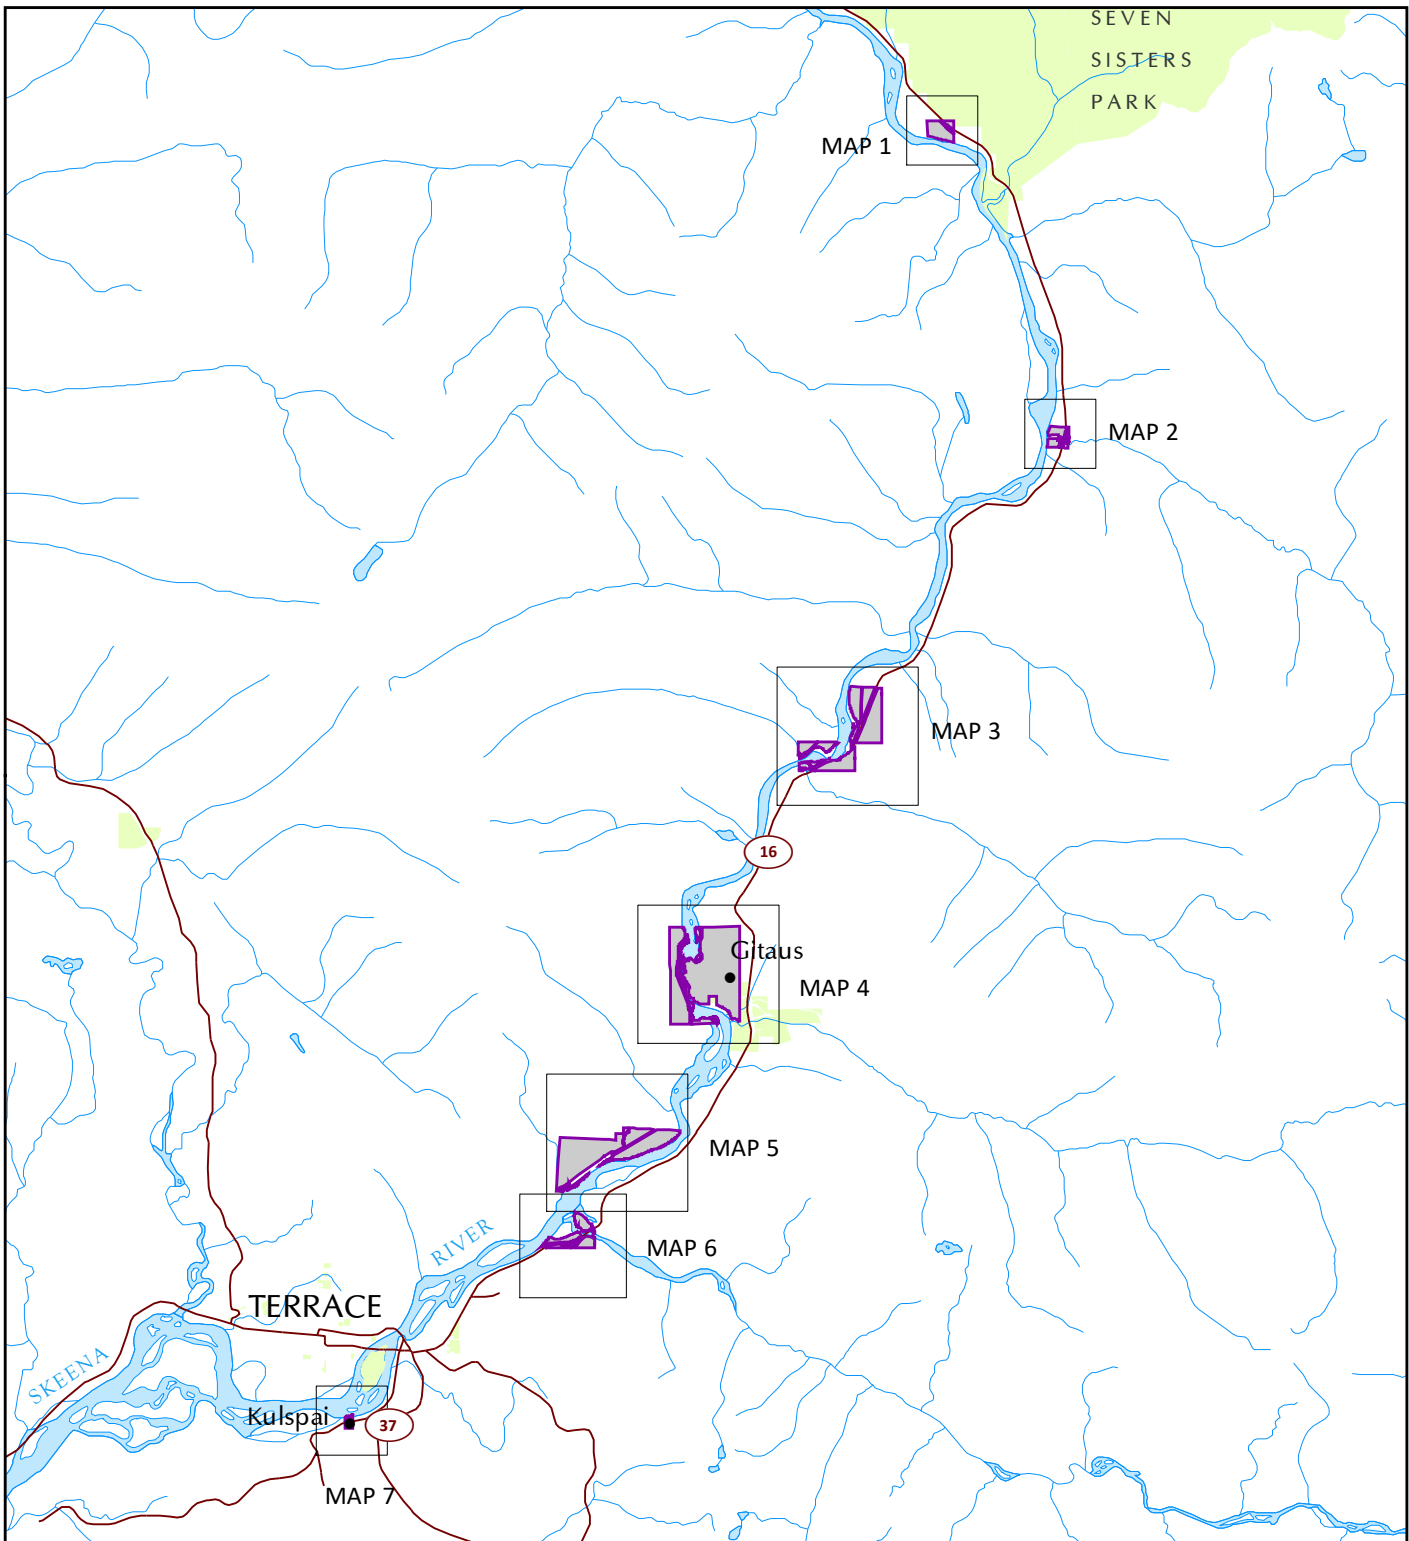 SEVEN
SISTERS
PARK
MAP 1
MAP 2
MAP 3
16
Gitaus
MAP 4
MAP 5
RIVER
MAP 6
TERRACE
SKEENA
Kulspai
37
MAP 7